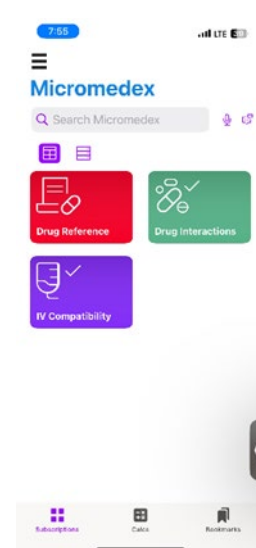 7:55 LTE
Micromedex
Search Micromedex
Drug Reference
Drug Interactions
IV Compatibility
Subscriptions Calcs Bookmarks